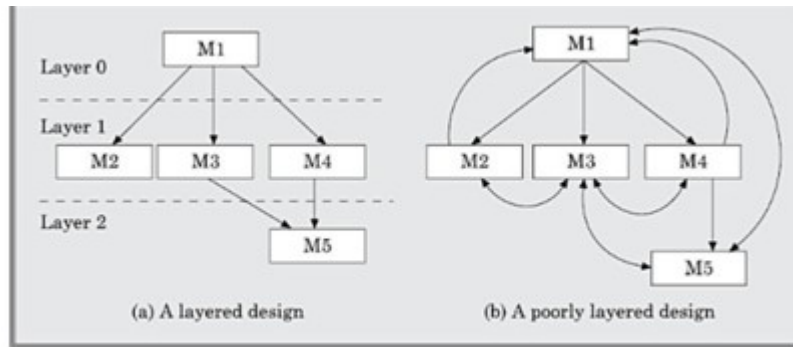 M1
Layer 0
Layer 1
M2
M3
M4
Layer 2
M5
(a) A layered design
M1
M2
M3
M4
M5
(b) A poorly layered design